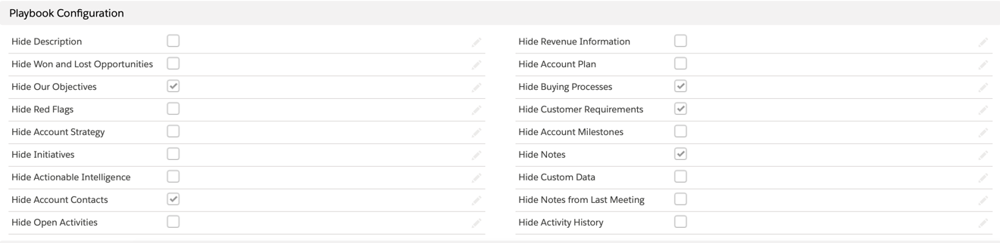 Playbook Configuration
Hide Description
Hide Revenue Information
Hide Won and Lost Opportunities
Hide Account Plan
Hide Our Objectives
Hide Buying Processes
Hide Red Flags
Hide Customer Requirements
Hide Account Strategy
Hide Account Milestones
Hide Initiatives
Hide Notes
Hide Actionable Intelligence
Hide Custom Data
Hide Account Contacts
Hide Notes from Last Meeting
Hide Open Activities
Hide Activity History